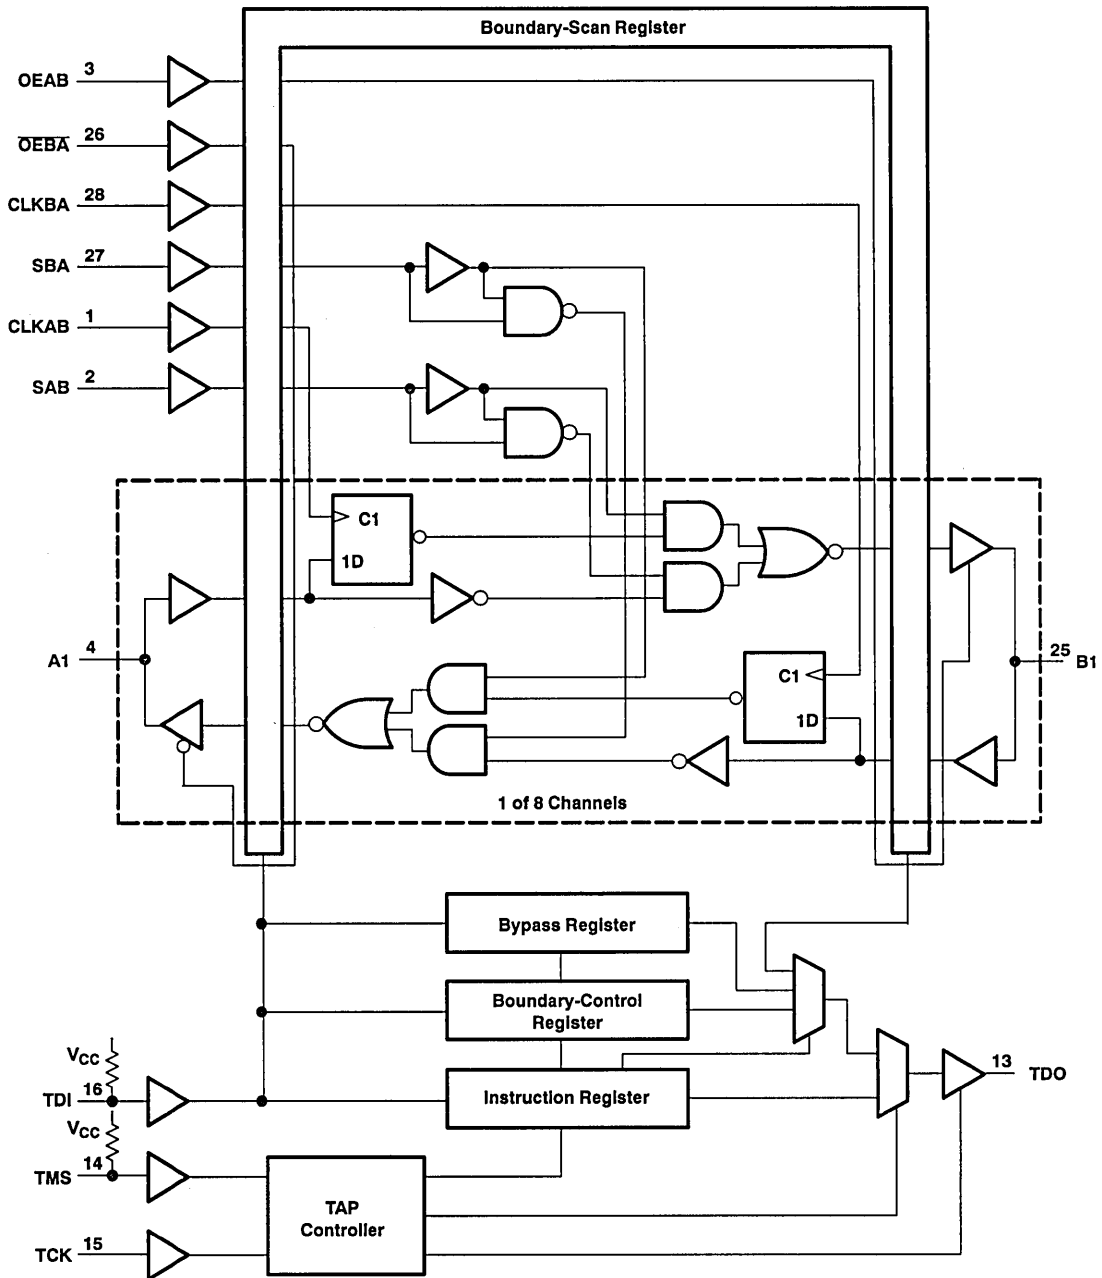 Boundary-Scan Register
OEAB 3
OEBA 26
CLKBA 28
SBA 27
CLKAB 1
SAB 2
C1
1D
A1 4
25 B1
C1
1D
1 of 8 Channels
Bypass Register
Boundary-Control
Register
VCC
TDI 16
Instruction Register
13 TDO
VCC
TMS 14
TAP
Controller
TCK 15